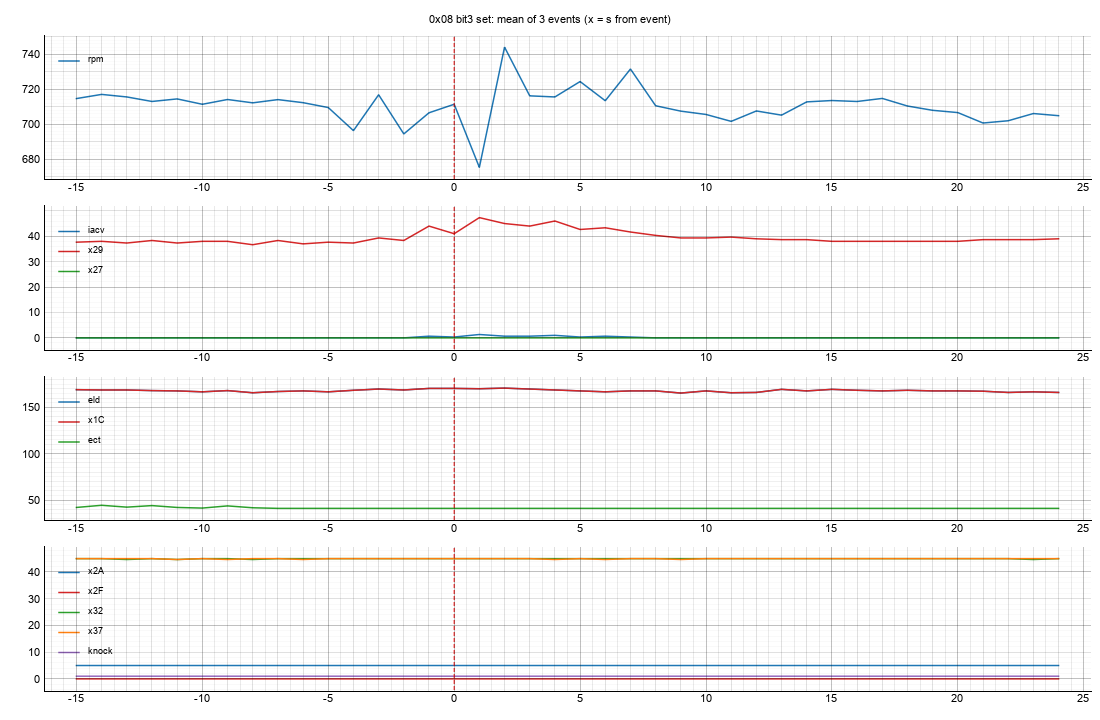 0x08 bit3 set: mean of 3 events (x = s from event)
740
720
700
680
rpm
-15 -10 -5 0 5 10 15 20 25
40
30
20
10
0
iacv
x29
x27
-15 -10 -5 0 5 10 15 20 25
150
100
50
eld
x1C
ect
-15 -10 -5 0 5 10 15 20 25
40
30
20
10
0
x2A
x2F
x32
x37
knock
-15 -10 -5 0 5 10 15 20 25